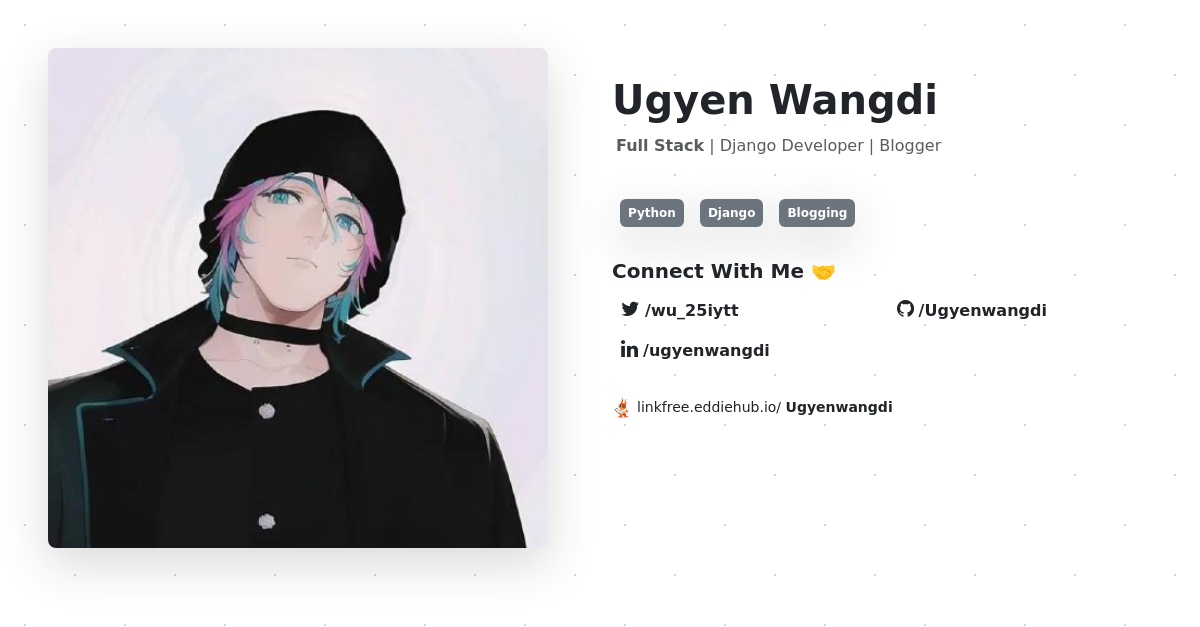 Ugyen Wangdi
Full Stack | Django Developer | Blogger
Python Django Blogging
Connect With Me 🤝
/wu_25iytt /Ugyenwangdi
/ugyenwangdi
linkfree.eddiehub.io/ Ugyenwangdi